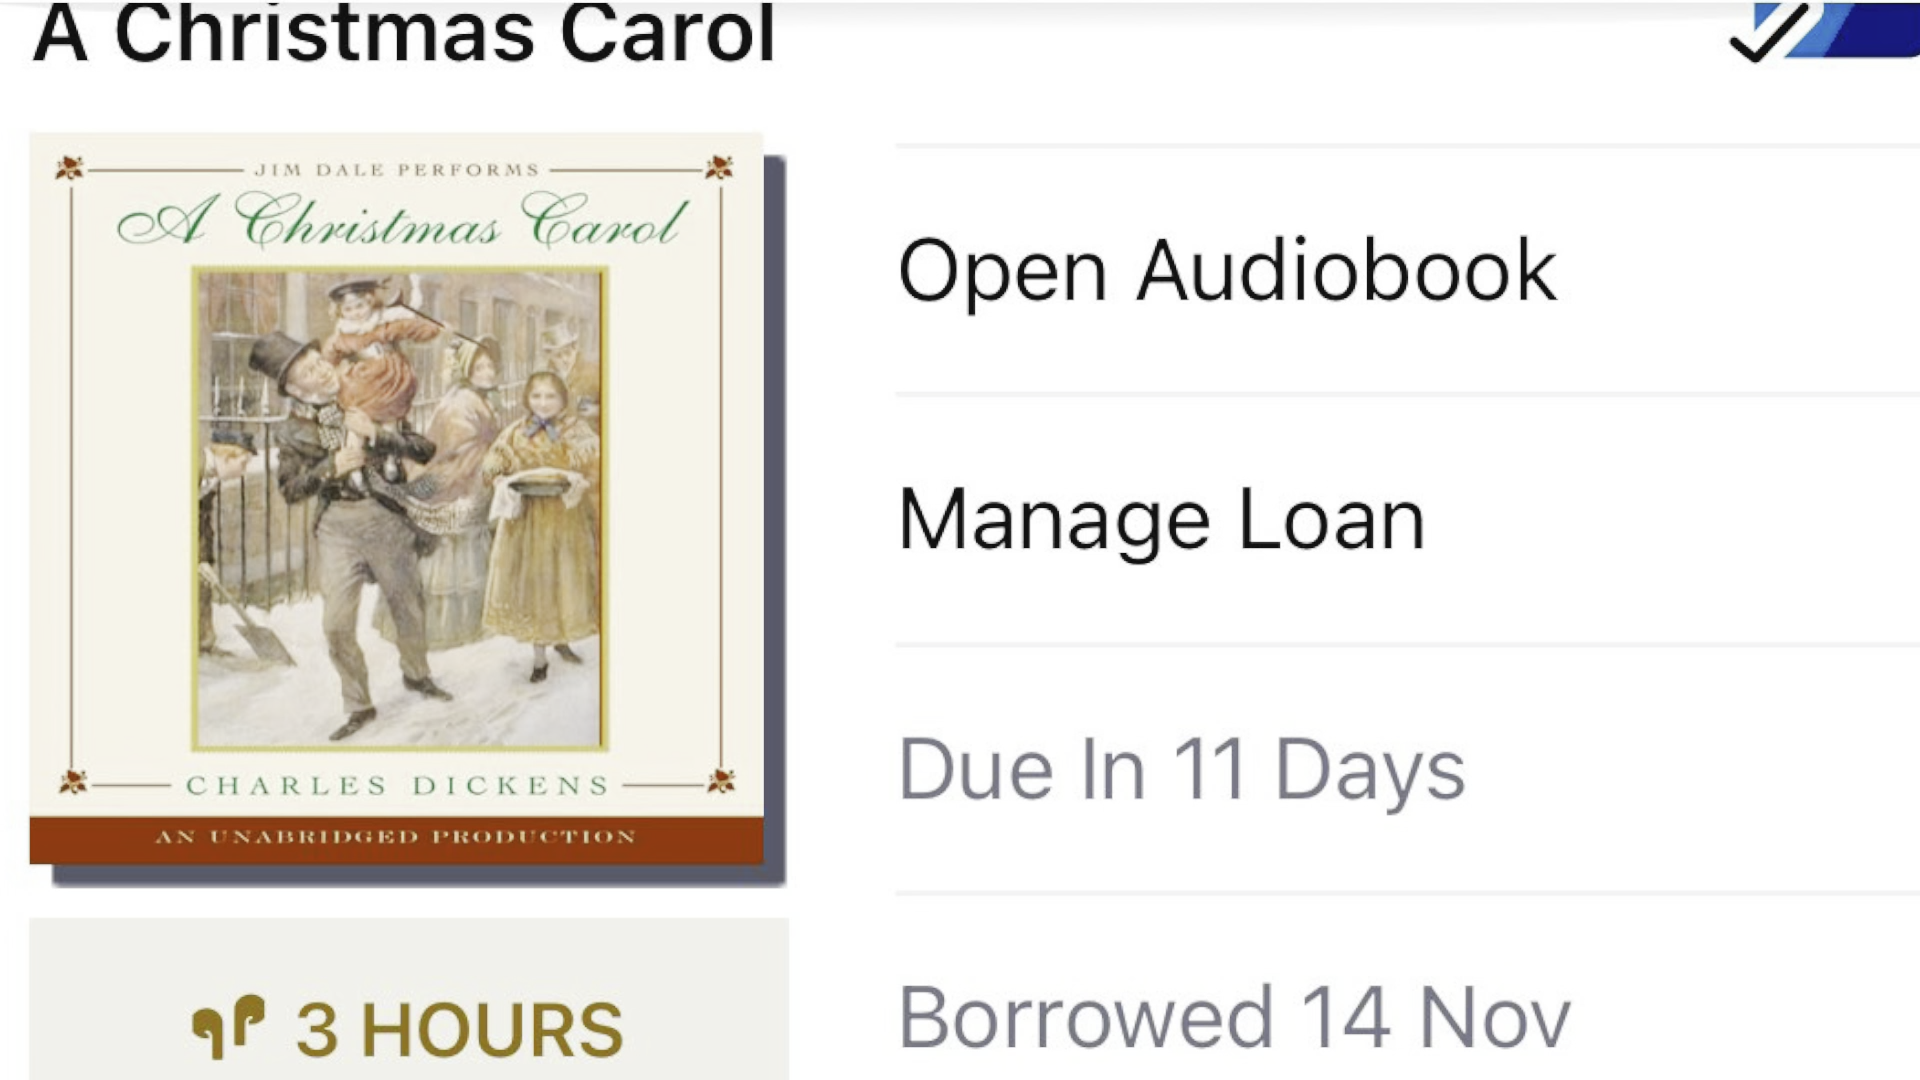 A Christmas Carol
JIM DALE PERFORMS
A Christmas Carol
CHARLES DICKENS
AN UNABRIDGED PRODUCTION
3 HOURS
Open Audiobook
Manage Loan
Due In 11 Days
Borrowed 14 Nov